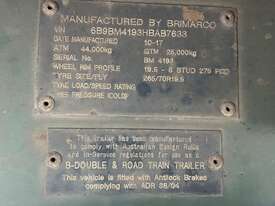 MANUFACTURED BY BRIMARCO
VIN 6B9BM4193HBAB7633
DATE MANUFACTURED 10-17
ATM 44,000kg GTM 28,000kg
SERIAL No. BM 4193
WHEEL RIM PROFILE 19.5 - 8 STUD 275 PCD
TYRE SIZE/PLY 265/70R19.5
TYRE LOAD/SPEED RATING
PRESSURE (COLD)
This trailer has been manufactured
to comply with Australian Design Rules
and In-Service regulations for use as a
B-DOUBLE & ROAD TRAIN TRAILER
This vehicle is fitted with Antilock Brakes
complying with ADR 38/04